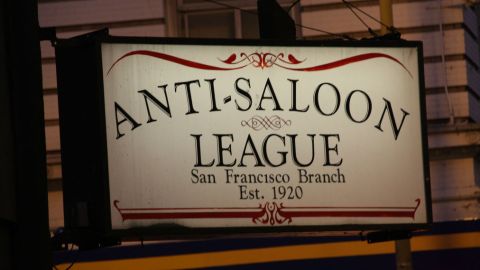 ANTI-SALOON
LEAGUE
San Francisco Branch
Est. 1920